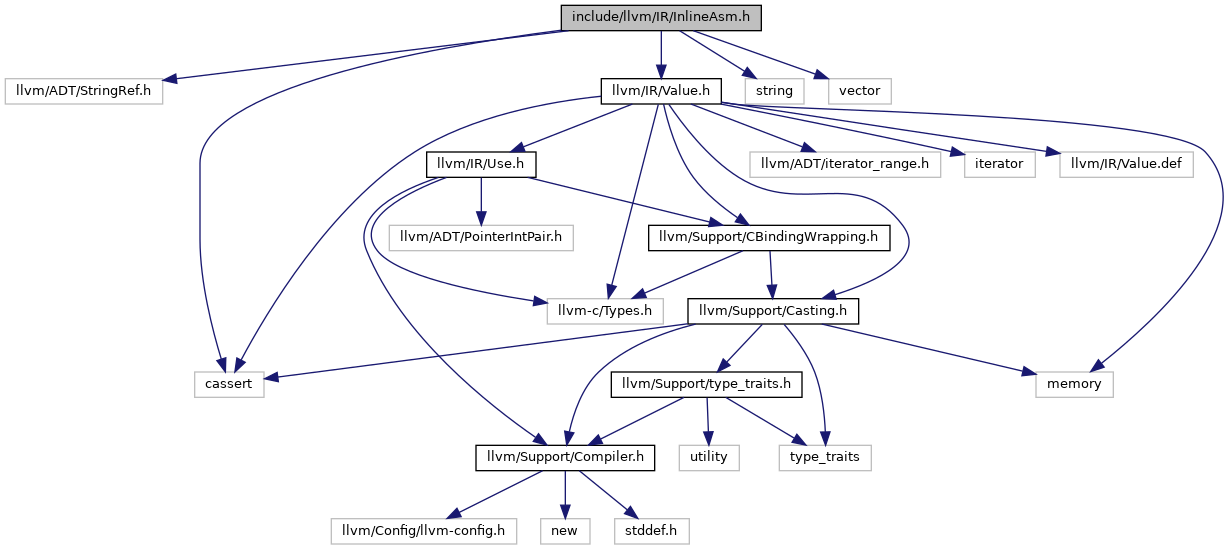 include/llvm/IR/InlineAsm.h
llvm/ADT/StringRef.h
llvm/IR/Value.h
string
vector
llvm/IR/Use.h
llvm/ADT/iterator_range.h
iterator
llvm/IR/Value.def
llvm/ADT/PointerIntPair.h
llvm/Support/CBindingWrapping.h
llvm-c/Types.h
llvm/Support/Casting.h
cassert
llvm/Support/type_traits.h
memory
llvm/Support/Compiler.h
utility
type_traits
llvm/Config/llvm-config.h
new
stddef.h